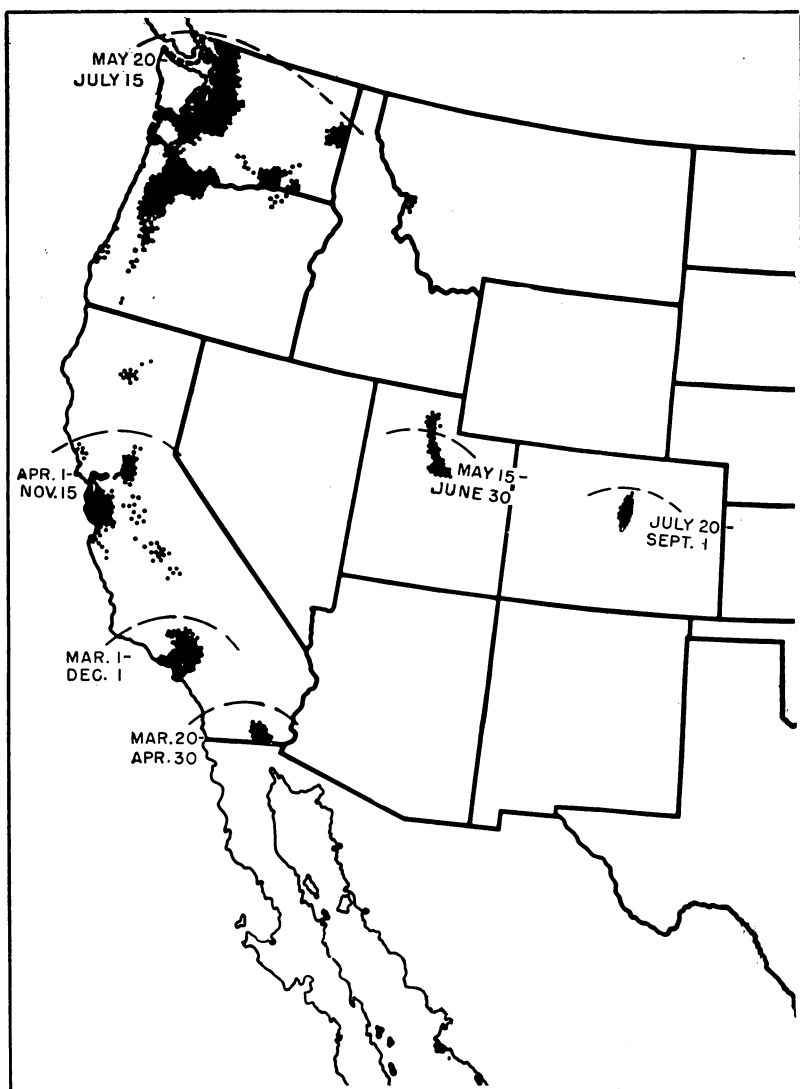 MAY 20-
JULY 15
APR. 1-
NOV. 15
MAY 15-
JUNE 30
JULY 20-
SEPT. 1
MAR. 1-
DEC. 1
MAR. 20-
APR. 30